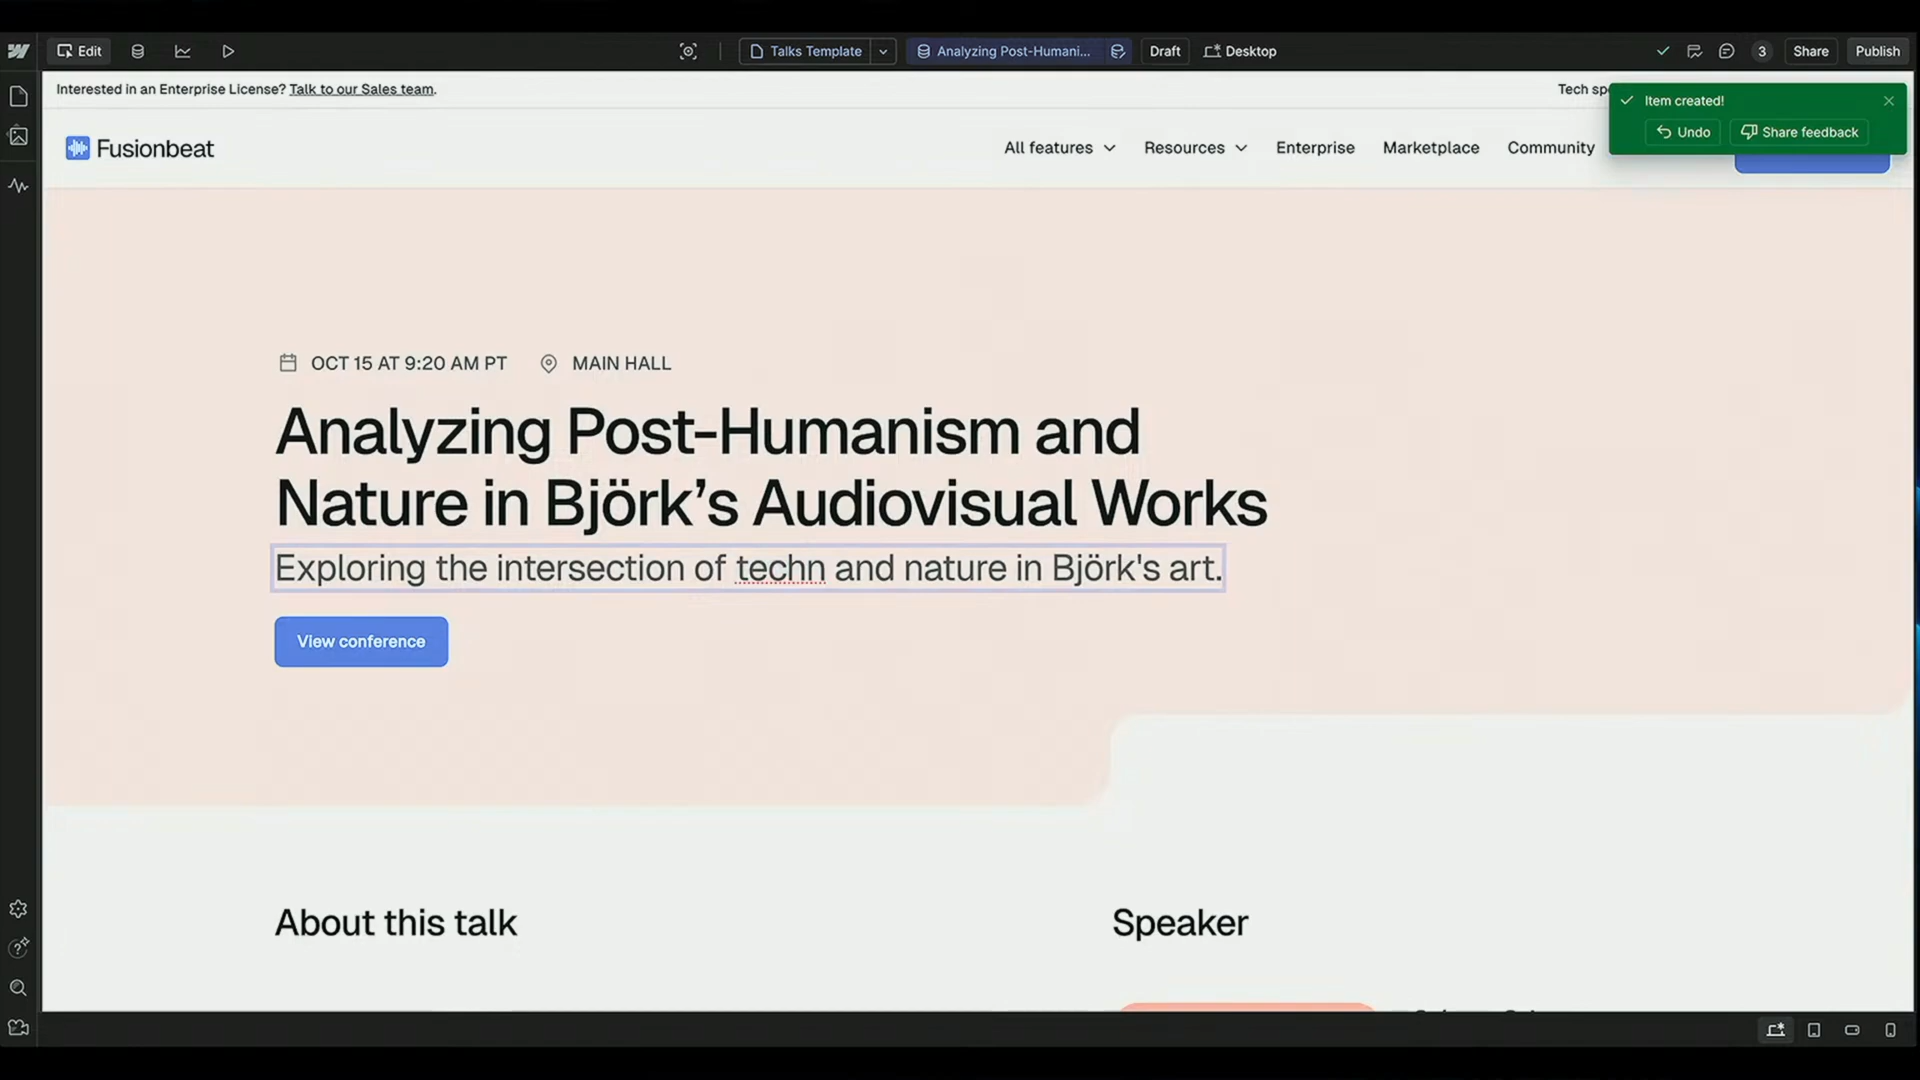 Edit
Talks Template
Analyzing Post-Humani...
Draft
Desktop
3
Share
Publish
Interested in an Enterprise License? Talk to our Sales team.
Tech
Item created!
Undo
Share feedback
Fusionbeat
All features
Resources
Enterprise
Marketplace
Community
OCT 15 AT 9:20 AM PT
MAIN HALL
Analyzing Post-Humanism and
Nature in Björk’s Audiovisual Works
Exploring the intersection of techn and nature in Björk's art.
View conference
About this talk
Speaker